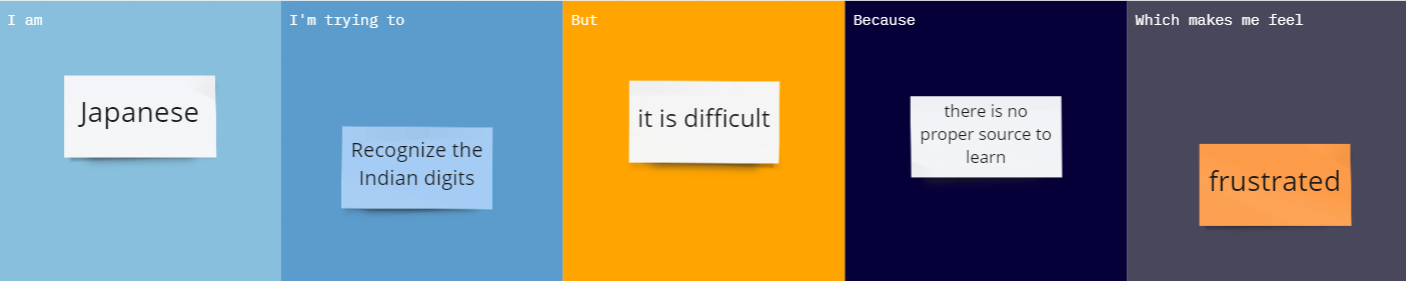 I am
Japanese
I'm trying to
Recognize the
Indian digits
But
it is difficult
Because
there is no
proper source to
learn
Which makes me feel
frustrated